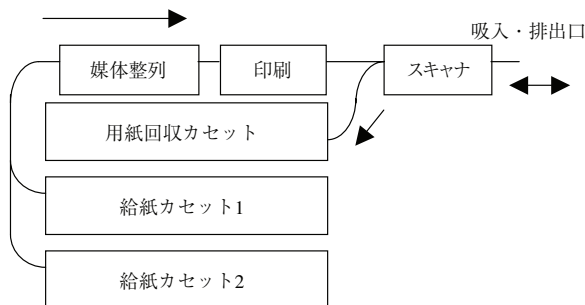 吸入・排出口
媒体整列
印刷
スキャナ
用紙回収カセット
給紙カセット1
給紙カセット2